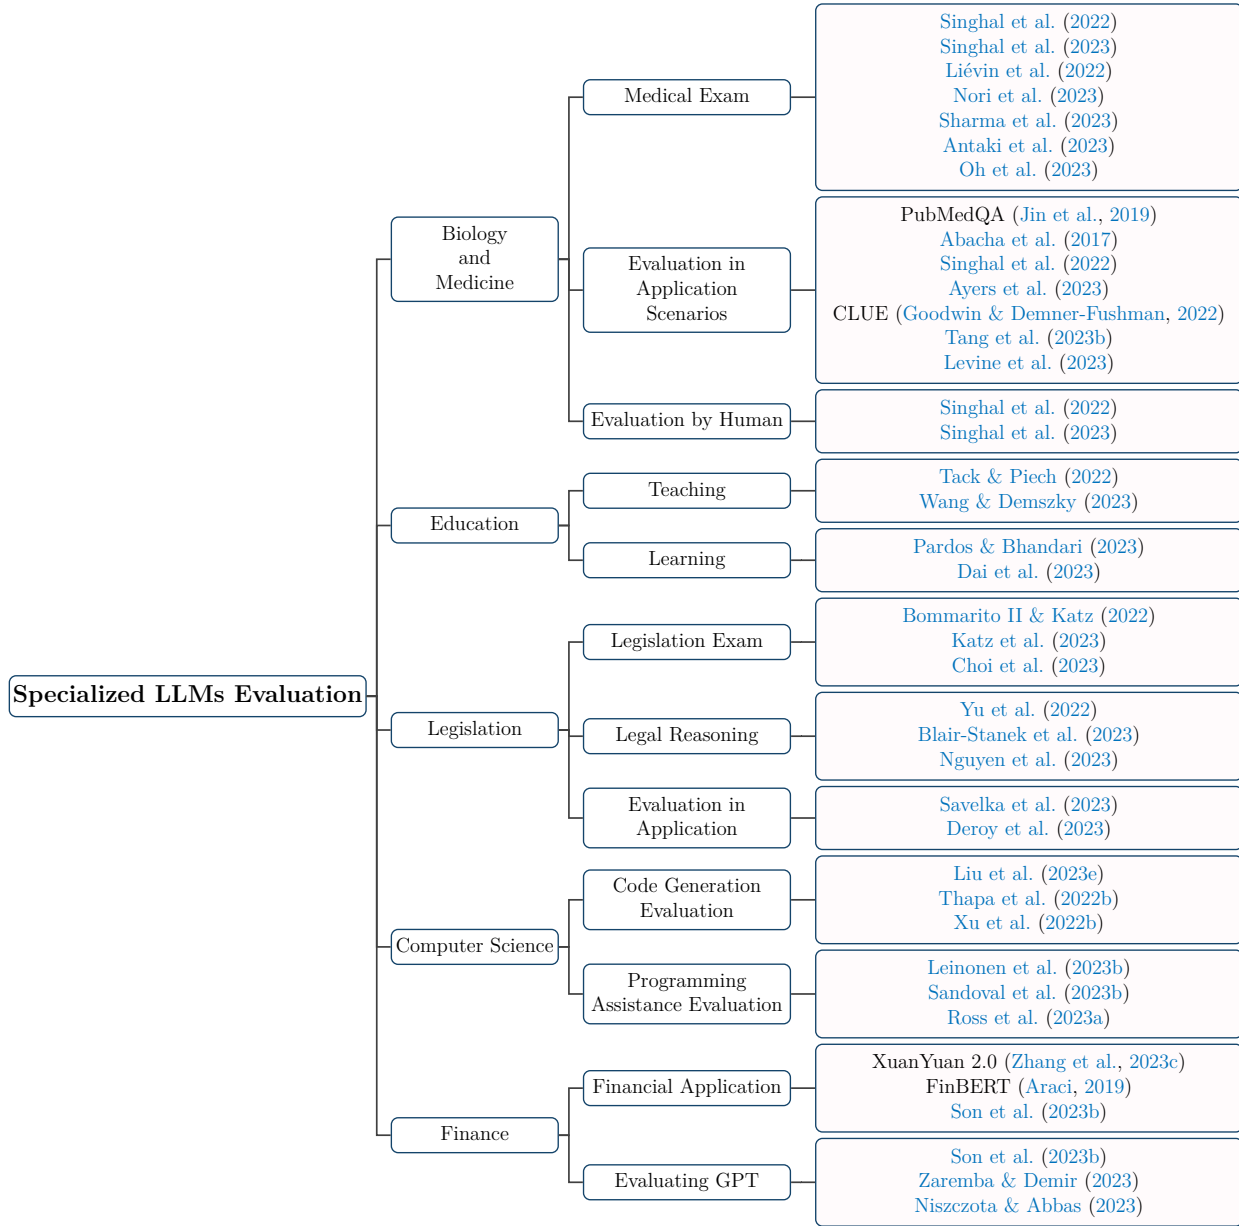 Specialized LLMs Evaluation
Biology
and
Medicine
Medical Exam
Singhal et al. (2022)
Singhal et al. (2023)
Liévin et al. (2022)
Nori et al. (2023)
Sharma et al. (2023)
Antaki et al. (2023)
Oh et al. (2023)
Evaluation in
Application
Scenarios
PubMedQA (Jin et al., 2019)
Abacha et al. (2017)
Singhal et al. (2022)
Ayers et al. (2023)
CLUE (Goodwin & Demner-Fushman, 2022)
Tang et al. (2023b)
Levine et al. (2023)
Evaluation by Human
Singhal et al. (2022)
Singhal et al. (2023)
Education
Teaching
Tack & Piech (2022)
Wang & Demszky (2023)
Learning
Pardos & Bhandari (2023)
Dai et al. (2023)
Legislation
Legislation Exam
Bommarito II & Katz (2022)
Katz et al. (2023)
Choi et al. (2023)
Legal Reasoning
Yu et al. (2022)
Blair-Stanek et al. (2023)
Nguyen et al. (2023)
Evaluation in
Application
Savelka et al. (2023)
Deroy et al. (2023)
Computer Science
Code Generation
Evaluation
Liu et al. (2023e)
Thapa et al. (2022b)
Xu et al. (2022b)
Programming
Assistance Evaluation
Leinonen et al. (2023b)
Sandoval et al. (2023b)
Ross et al. (2023a)
Finance
Financial Application
XuanYuan 2.0 (Zhang et al., 2023c)
FinBERT (Araci, 2019)
Son et al. (2023b)
Evaluating GPT
Son et al. (2023b)
Zaremba & Demir (2023)
Niszczota & Abbas (2023)